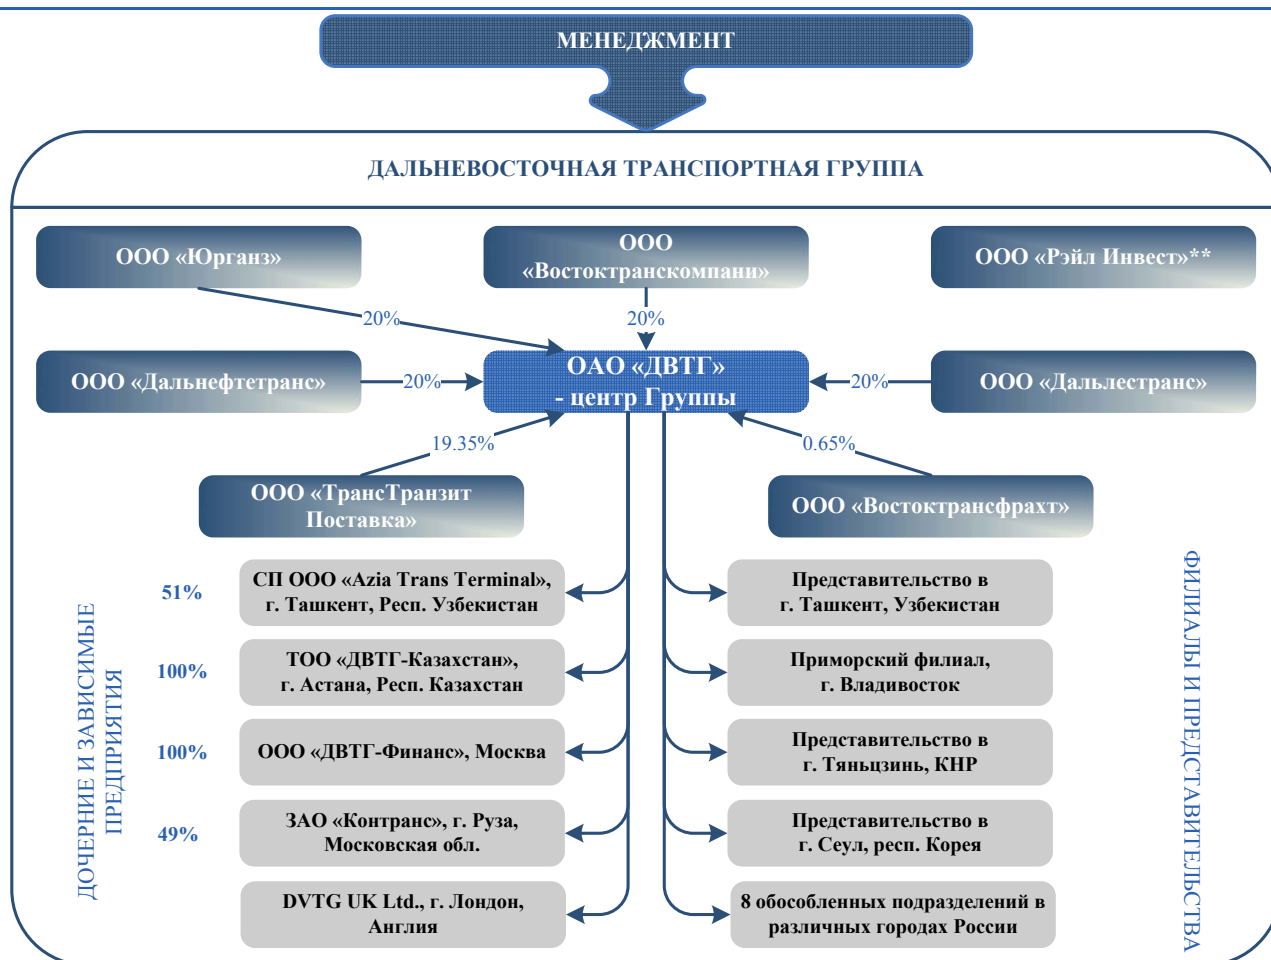 МЕНЕДЖМЕНТ
ДАЛЬНЕВОСТОЧНАЯ ТРАНСПОРТНАЯ ГРУППА
ООО «Юрганз»
ООО
«Востоктранскомпани»
ООО «Рэйл Инвест»**
20%
20%
ООО «Дальнефтетранс»
20%
ОАО «ДВТГ»
- центр Группы
20%
ООО «Дальлестранс»
19.35%
0.65%
ООО «ТрансТранзит
Поставка»
ООО «Востоктрансфрахт»
ДОЧЕРНИЕ И ЗАВИСИМЫЕ
ПРЕДПРИЯТИЯ
51%
СП ООО «Azia Trans Terminal»,
г. Ташкент, Респ. Узбекистан
100%
ТОО «ДВТГ-Казахстан»,
г. Астана, Респ. Казахстан
100%
ООО «ДВТГ-Финанс», Москва
49%
ЗАО «Контранс», г. Руза,
Московская обл.
DVTG UK Ltd., г. Лондон,
Англия
Представительство в
г. Ташкент, Узбекистан
Приморский филиал,
г. Владивосток
Представительство в
г. Тяньцзинь, КНР
Представительство в
г. Сеул, респ. Корея
8 обособленных подразделений в
различных городах России
ФИЛИАЛЫ И ПРЕДСТАВИТЕЛЬСТВА